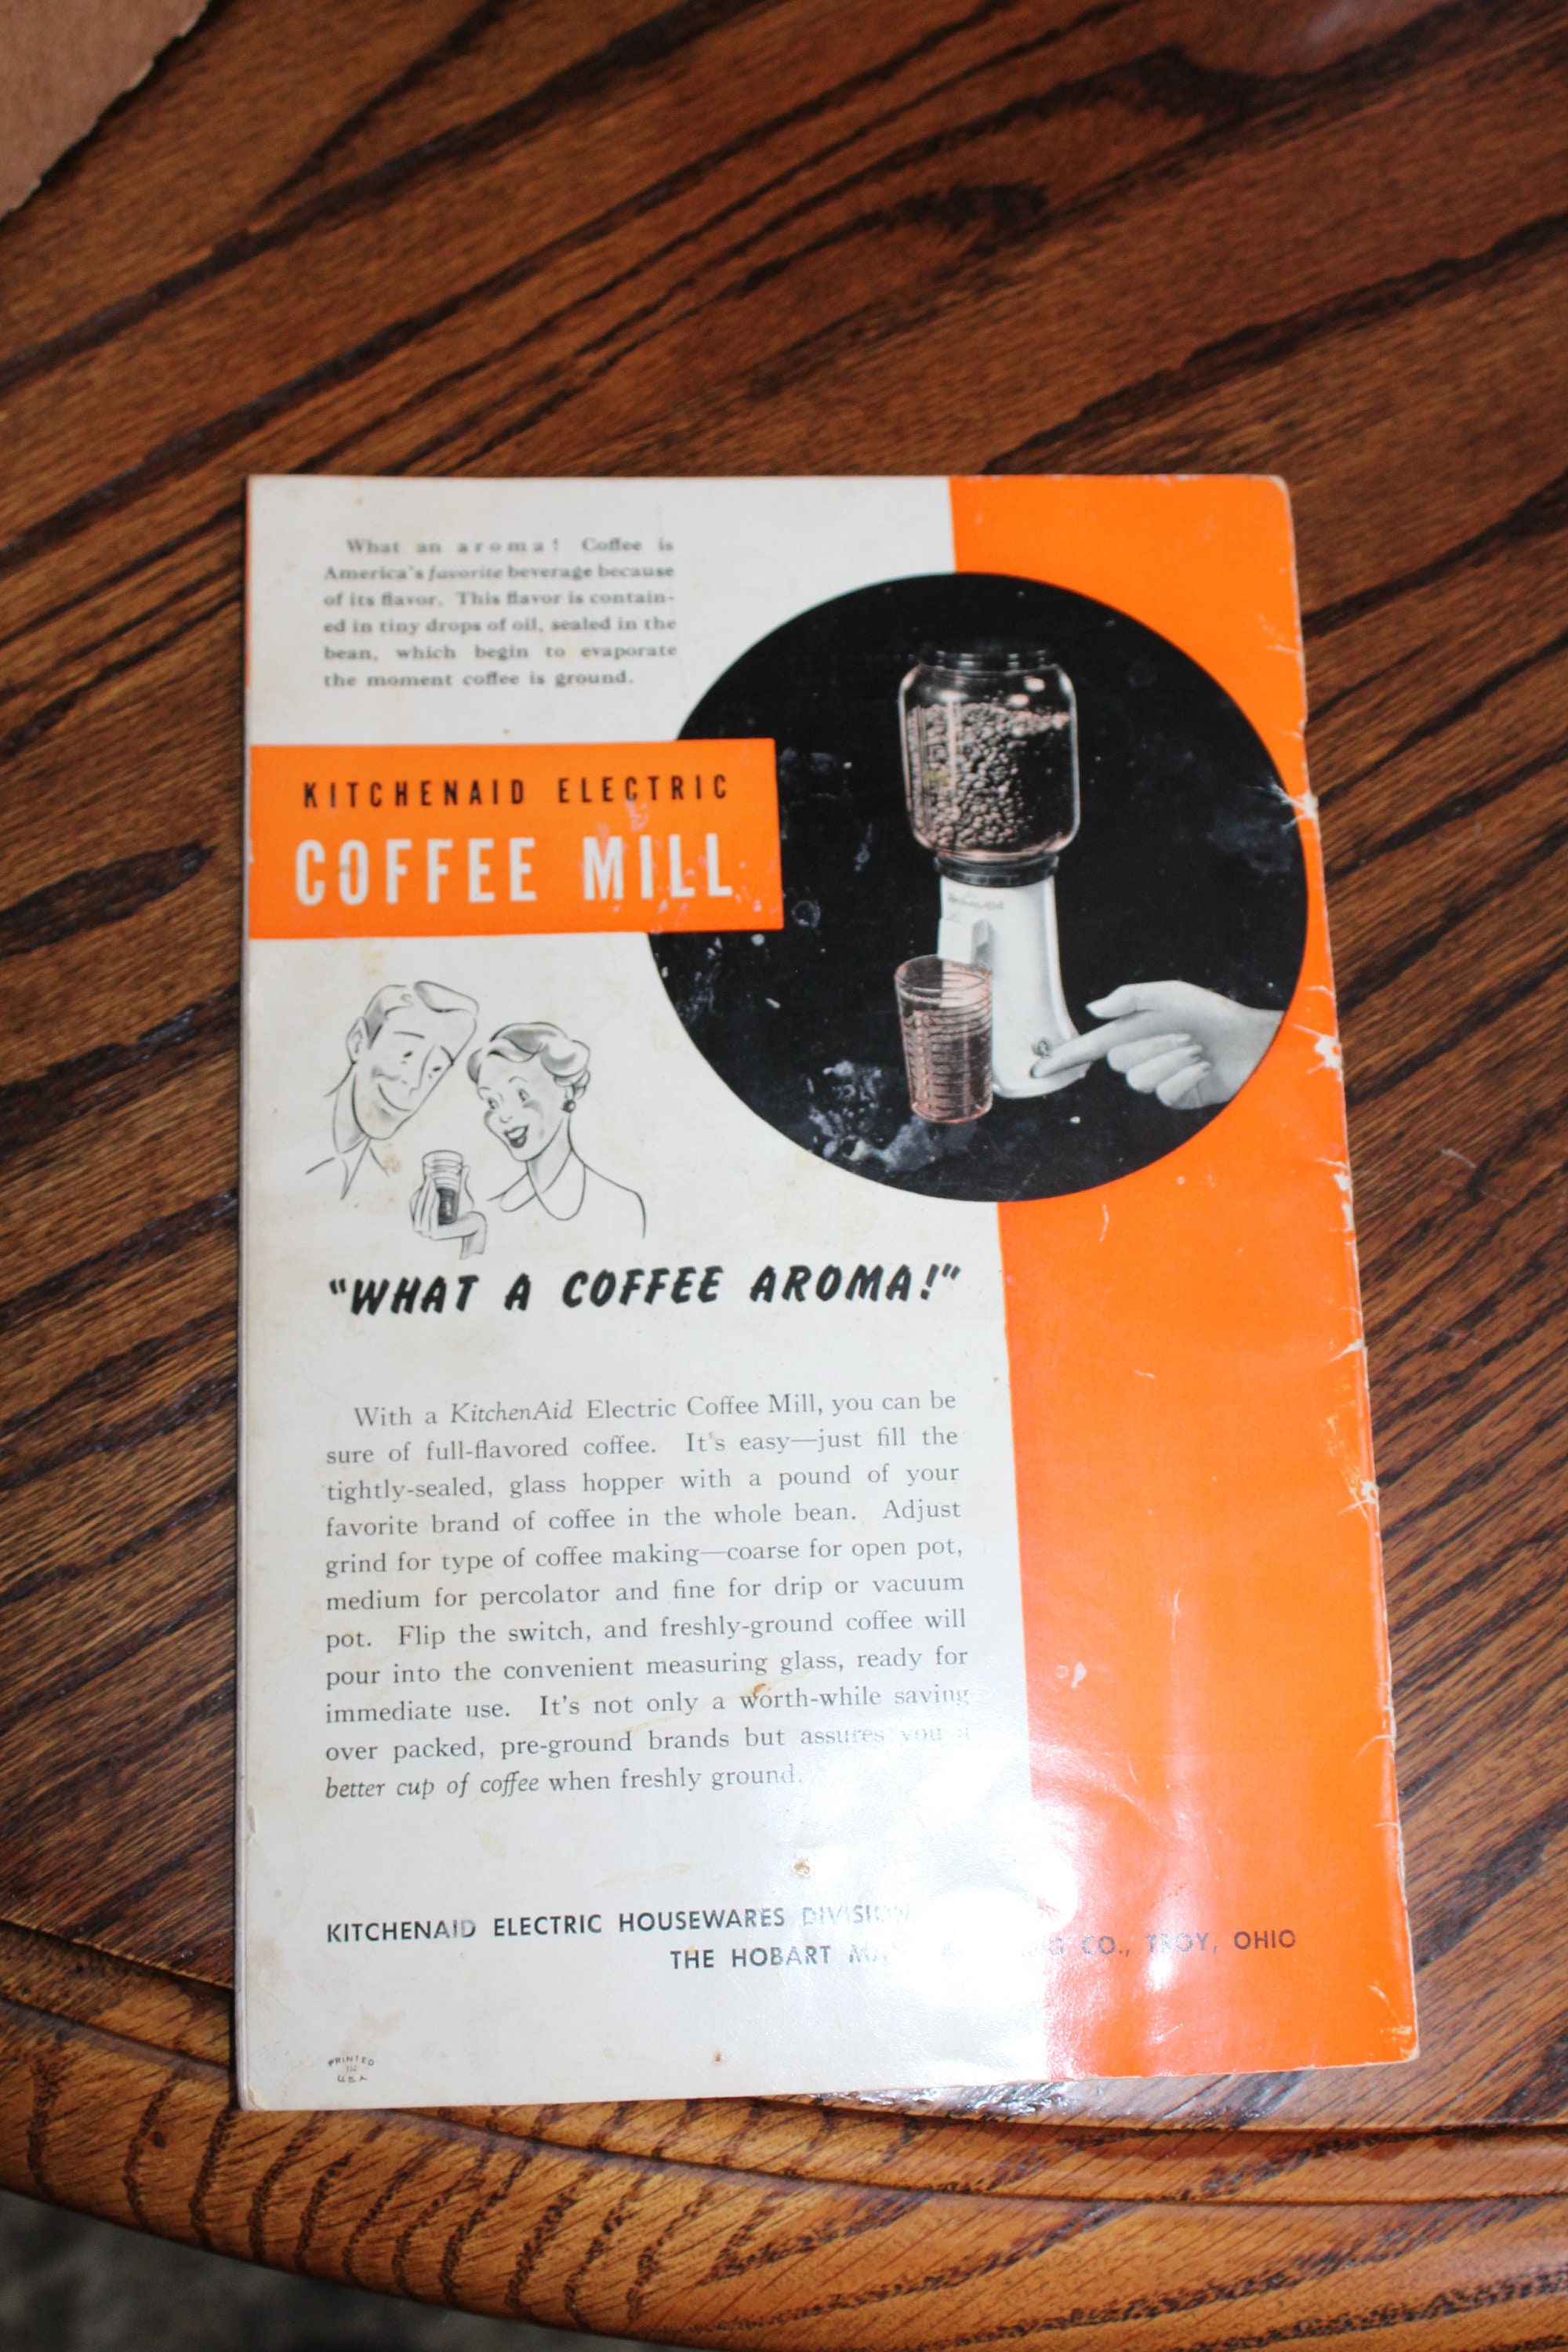 What an aroma! Coffee is
America's favorite beverage because
of its flavor. This flavor is contain-
ed in tiny drops of oil, sealed in the
bean, which begin to evaporate
the moment coffee is ground.
KITCHENAID ELECTRIC
COFFEE MILL
"WHAT A COFFEE AROMA!"
With a KitchenAid Electric Coffee Mill, you can be
sure of full-flavored coffee. It's easy—just fill the
tightly-sealed, glass hopper with a pound of your
favorite brand of coffee in the whole bean. Adjust
grind for type of coffee making—coarse for open pot,
medium for percolator and fine for drip or vacuum
pot. Flip the switch, and freshly-ground coffee will
pour into the convenient measuring glass, ready for
immediate use. It's not only a worth-while saving
over packed, pre-ground brands but assures you a
better cup of coffee when freshly ground.
KITCHENAID ELECTRIC HOUSEWARES DIVISION
THE HOBART CO., TROY, OHIO
PRINTED
IN
U.S.A